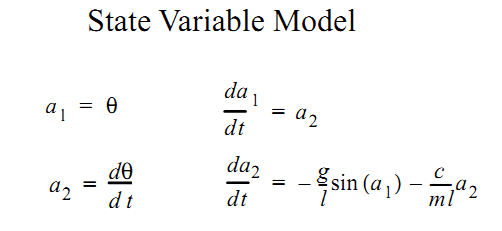 State Variable Model
a₁ = θ
da₁/dt = a₂
a₂ = dθ/dt
da₂/dt = − g/l sin (a₁) − c/ml a₂